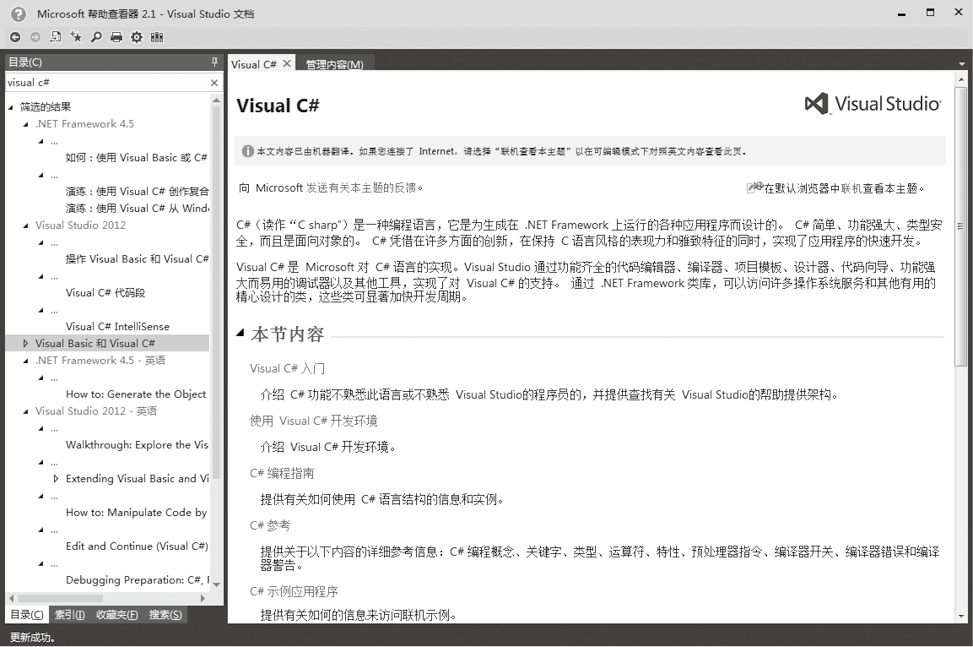 Microsoft 帮助查看器 2.1 - Visual Studio 文档
目录(C)
visual c#
筛选的结果
.NET Framework 4.5
...
如何：使用 Visual Basic 或 C#
...
演练：使用 Visual C# 创作复合
演练：使用 Visual C# 从 Wind
Visual Studio 2012
...
操作 Visual Basic 和 Visual C#
...
Visual C# 代码段
...
Visual C# IntelliSense
Visual Basic 和 Visual C#
.NET Framework 4.5 - 英语
...
How to: Generate the Object
Visual Studio 2012 - 英语
...
Walkthrough: Explore the Vis
...
Extending Visual Basic and Vi
...
How to: Manipulate Code by
...
Edit and Continue (Visual C#)
...
Debugging Preparation: C#, F
目录(C) 索引(I) 收藏夹(F) 搜索(S)
更新成功。
Visual C# 管理内容(M)
Visual C#
Visual Studio
本文内容已由机器翻译。如果您连接了 Internet，请选择“联机查看本主题”以在可编辑模式下对照英文内容查看此页。
向 Microsoft 发送有关本主题的反馈。
在默认浏览器中联机查看本主题。
C#（读作“C sharp”）是一种编程语言，它是为生成在 .NET Framework 上运行的各种应用程序而设计的。 C# 简单、功能强大、类型安
全，而且是面向对象的。 C# 凭借在许多方面的创新，在保持 C 语言风格的表现力和雅致特征的同时，实现了应用程序的快速开发。
Visual C# 是 Microsoft 对 C# 语言的实现。Visual Studio 通过功能齐全的代码编辑器、编译器、项目模板、设计器、代码向导、功能强
大而易用的调试器以及其他工具，实现了对 Visual C# 的支持。 通过 .NET Framework 类库，可以访问许多操作系统服务和其他有用的
精心设计的类，这些类可显著加快开发周期。
本节内容
Visual C# 入门
介绍 C# 功能不熟悉此语言或不熟悉 Visual Studio的程序员的，并提供查找有关 Visual Studio的帮助提供架构。
使用 Visual C# 开发环境
介绍 Visual C# 开发环境。
C# 编程指南
提供有关如何使用 C# 语言结构的信息和实例。
C# 参考
提供关于以下内容的详细参考信息：C# 编程概念、关键字、类型、运算符、特性、预处理器指令、编译器开关、编译器错误和编译
器警告。
C# 示例应用程序
提供有关如何的信息来访问联机示例。